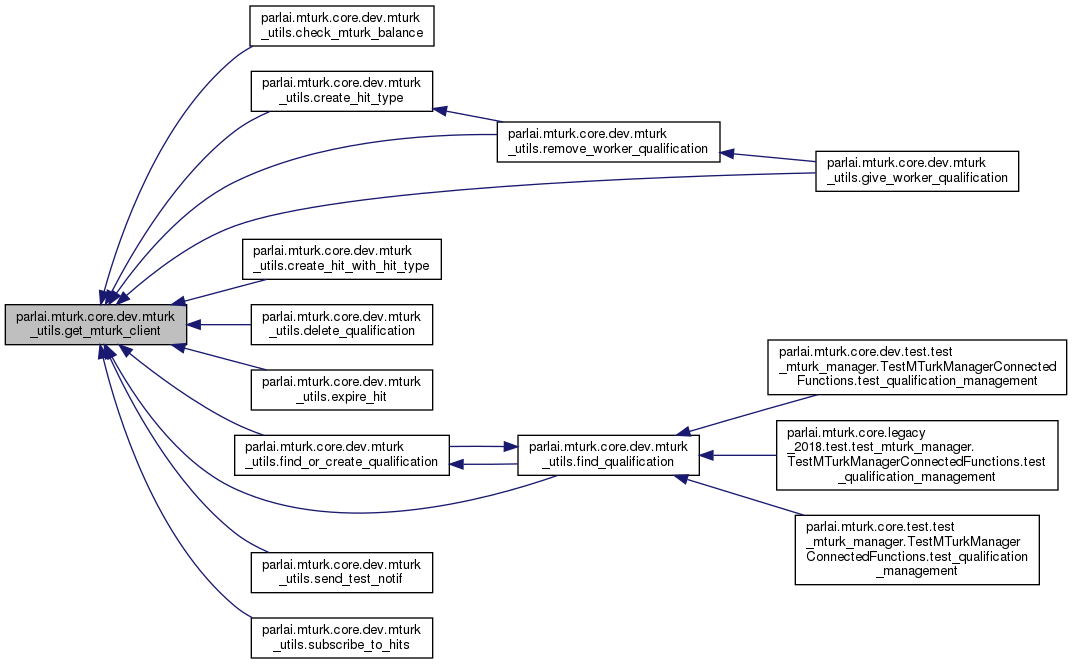 parlai.mturk.core.dev.mturk
_utils.check_mturk_balance
parlai.mturk.core.dev.mturk
_utils.create_hit_type
parlai.mturk.core.dev.mturk
_utils.remove_worker_qualification
parlai.mturk.core.dev.mturk
_utils.give_worker_qualification
parlai.mturk.core.dev.mturk
_utils.create_hit_with_hit_type
parlai.mturk.core.dev.mturk
_utils.get_mturk_client
parlai.mturk.core.dev.mturk
_utils.delete_qualification
parlai.mturk.core.dev.mturk
_utils.expire_hit
parlai.mturk.core.dev.test.test
_mturk_manager.TestMTurkManagerConnected
Functions.test_qualification_management
parlai.mturk.core.dev.mturk
_utils.find_or_create_qualification
parlai.mturk.core.dev.mturk
_utils.find_qualification
parlai.mturk.core.legacy
_2018.test.test_mturk_manager.
TestMTurkManagerConnectedFunctions.test
_qualification_management
parlai.mturk.core.test.test
_mturk_manager.TestMTurkManager
ConnectedFunctions.test_qualification
_management
parlai.mturk.core.dev.mturk
_utils.send_test_notif
parlai.mturk.core.dev.mturk
_utils.subscribe_to_hits